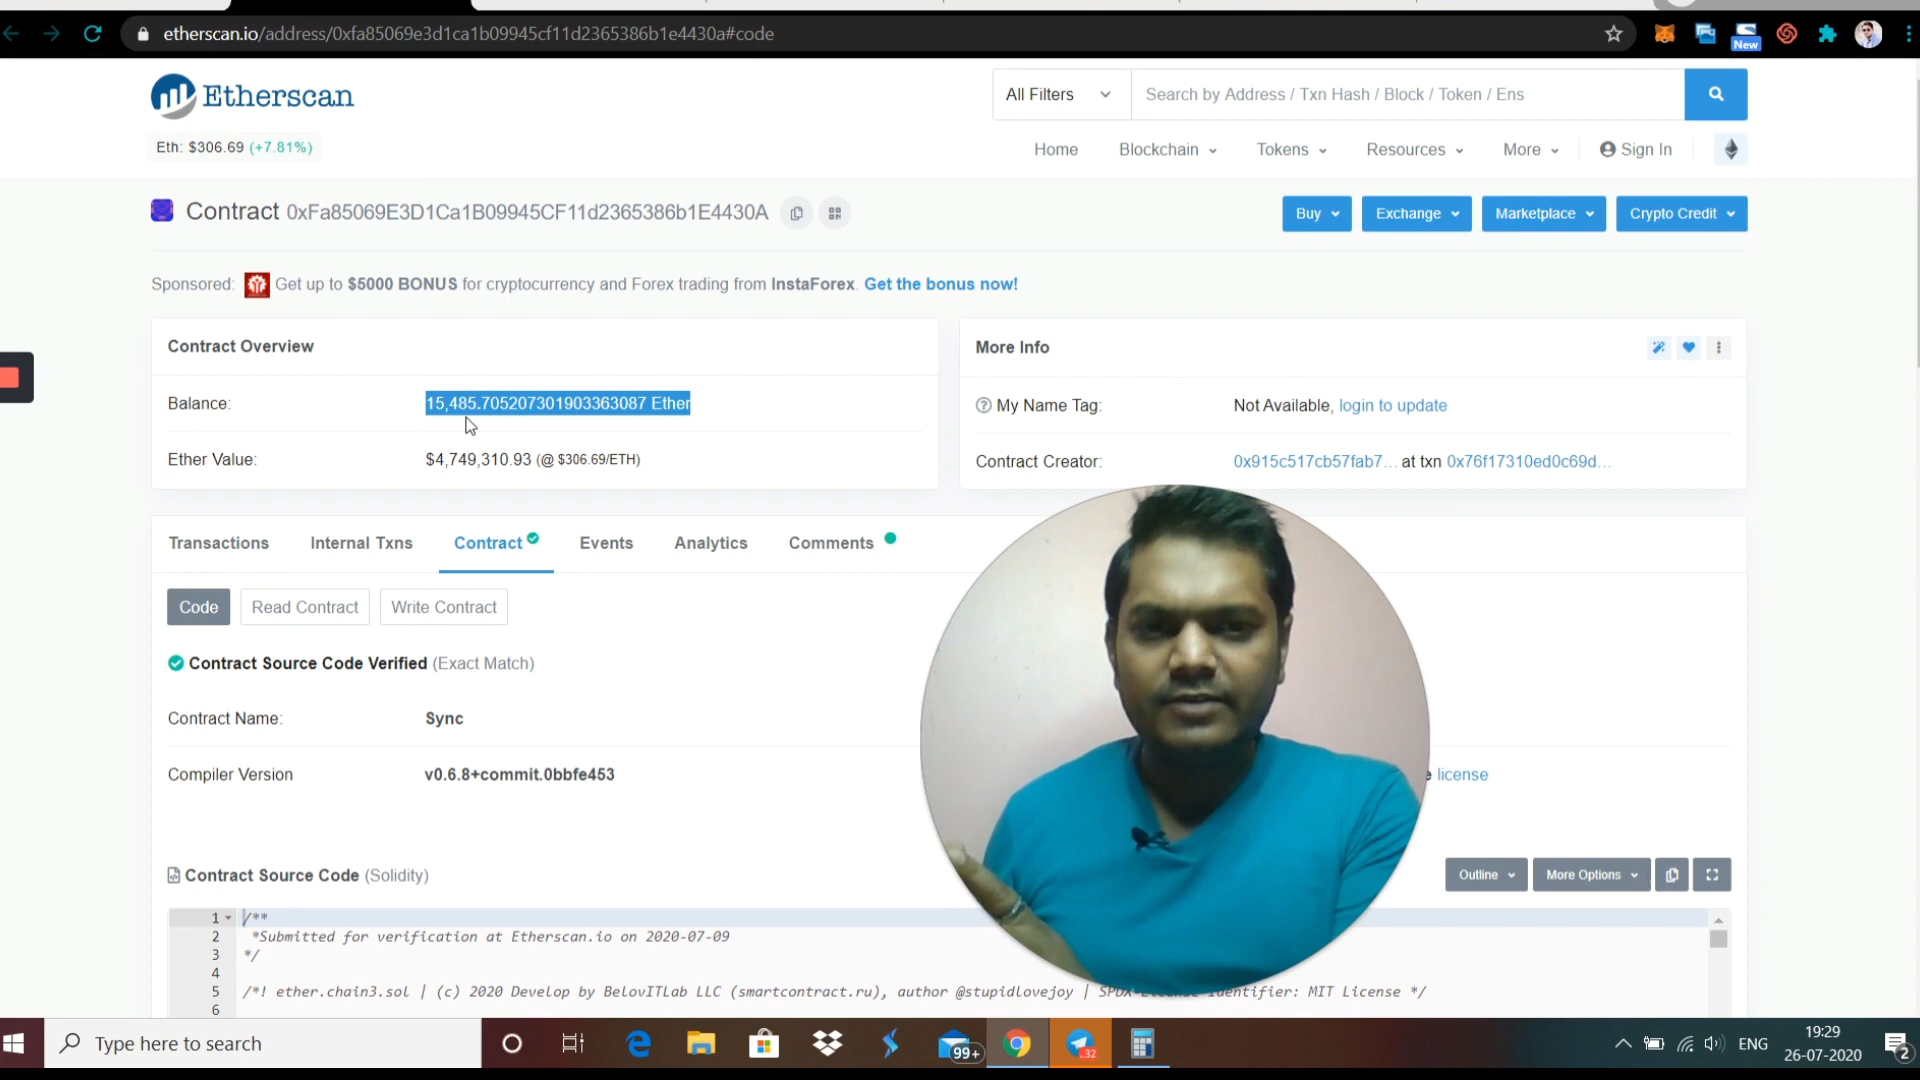 etherscan.io/address/0xfa85069e3d1ca1b09945cf11d2365386b1e4430a#code
New
Etherscan
All Filters
Search by Address / Txn Hash / Block / Token / Ens
Eth: $306.69 (+7.81%)
Home
Blockchain
Tokens
Resources
More
Sign In
Contract 0xFa85069E3D1Ca1B09945CF11d2365386b1E4430A
Buy
Exchange
Marketplace
Crypto Credit
Sponsored: Get up to $5000 BONUS for cryptocurrency and Forex trading from InstaForex. Get the bonus now!
Contract Overview
Balance: 15,485.705207301903363087 Ether
Ether Value: $4,749,310.93 (@ $306.69/ETH)
More Info
My Name Tag: Not Available, login to update
Contract Creator: 0x915c517cb57fab7... at txn 0x76f17310ed0c69d...
Transactions
Internal Txns
Contract
Events
Analytics
Comments
Code
Read Contract
Write Contract
Contract Source Code Verified (Exact Match)
Contract Name: Sync
Compiler Version v0.6.8+commit.0bbfe453
license
Contract Source Code (Solidity)
Outline
More Options
1 /**
2 *Submitted for verification at Etherscan.io on 2020-07-09
3 */
4
5 /*! ether.chain3.sol | (c) 2020 Develop by BelovITLab LLC (smartcontract.ru), author @stupidlovejoy | SPDX-License-Identifier: MIT License */
6
Type here to search
99+
32
ENG
19:29
26-07-2020
2